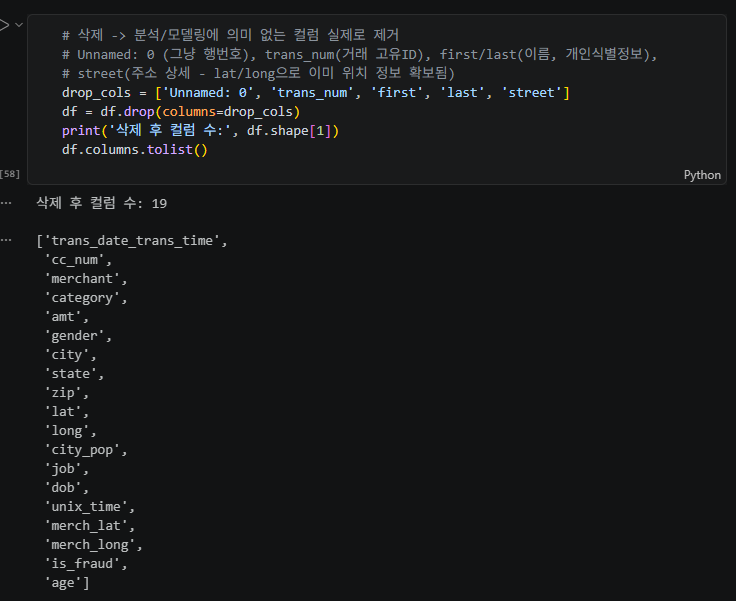 # 삭제 -> 분석/모델링에 의미 없는 컬럼 실제로 제거
# Unnamed: 0 (그냥 행번호), trans_num(거래 고유ID), first/last(이름, 개인식별정보),
# street(주소 상세 - lat/long으로 이미 위치 정보 확보됨)
drop_cols = ['Unnamed: 0', 'trans_num', 'first', 'last', 'street']
df = df.drop(columns=drop_cols)
print('삭제 후 컬럼 수:', df.shape[1])
df.columns.tolist()
[58]
Python
... 삭제 후 컬럼 수: 19
... ['trans_date_trans_time',
'cc_num',
'merchant',
'category',
'amt',
'gender',
'city',
'state',
'zip',
'lat',
'long',
'city_pop',
'job',
'dob',
'unix_time',
'merch_lat',
'merch_long',
'is_fraud',
'age']